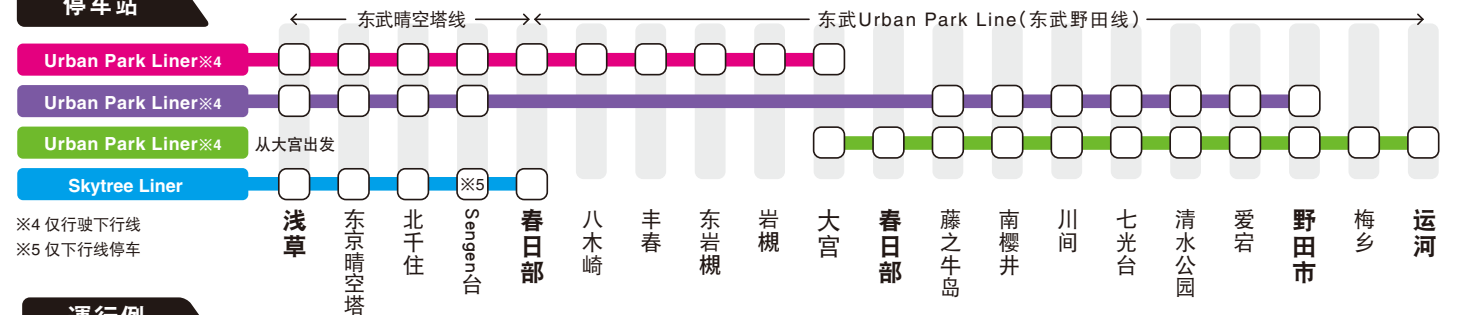 停车站
东武晴空塔线
东武Urban Park Line(东武野田线)
Urban Park Liner※4
Urban Park Liner※4
Urban Park Liner※4
从大宫出发
Skytree Liner
※5
※4 仅行驶下行线
※5 仅下行线停车
浅草
东京晴空塔
北千住
Sengen台
春日部
八木崎
丰春
东岩槻
岩槻
大宫
春日部
藤之牛岛
南樱井
川间
七光台
清水公园
爱宕
野田市
梅乡
运河
運行例